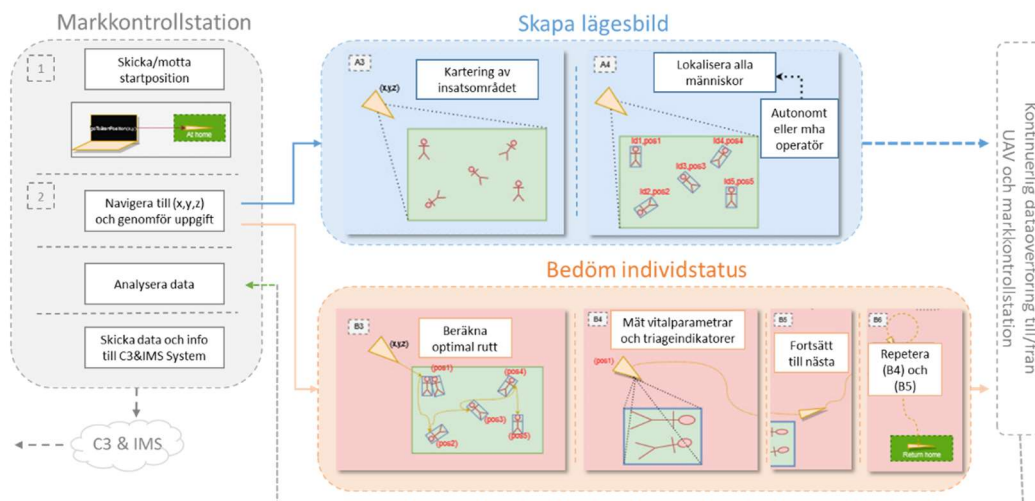 Markkontrollstation
1
Skicka/motta
startposition
At home
2
Navigera till (x,y,z)
och genomför uppgift
Analysera data
Skicka data och info
till C3&IMS System
C3 & IMS
Skapa lägesbild
A3
(x,y,z)
Kartering av
insatsområdet
A4
Lokalisera alla
människor
Autonomt
eller mha
operatör
Id1,pos1
Id4,pos4
Id3,pos3
Id2,pos2
Id5,pos5
Bedöm individstatus
B3
(x,y,z)
Beräkna
optimal rutt
(pos1)
(pos4)
(pos3)
(pos2)
(pos5)
B4
Mät vitalparametrar
och triageindikatorer
(pos1)
B5
Fortsätt
till nästa
B6
Repetera
(B4) och
(B5)
Return home
Kontinuerlig dataöverföring till/från
UAV och markkontrollstation